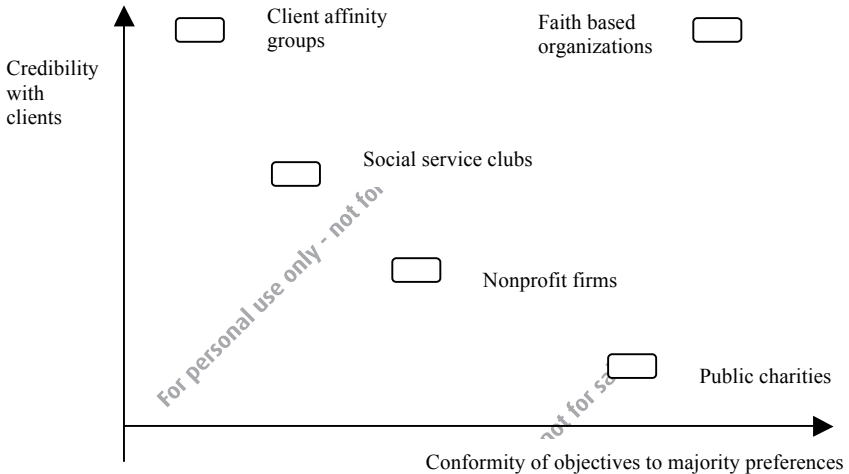 Client affinity
groups
Faith based
organizations
Credibility
with
clients
Social service clubs
For personal use only - not for
Nonprofit firms
Public charities
not for
Conformity of objectives to majority preferences